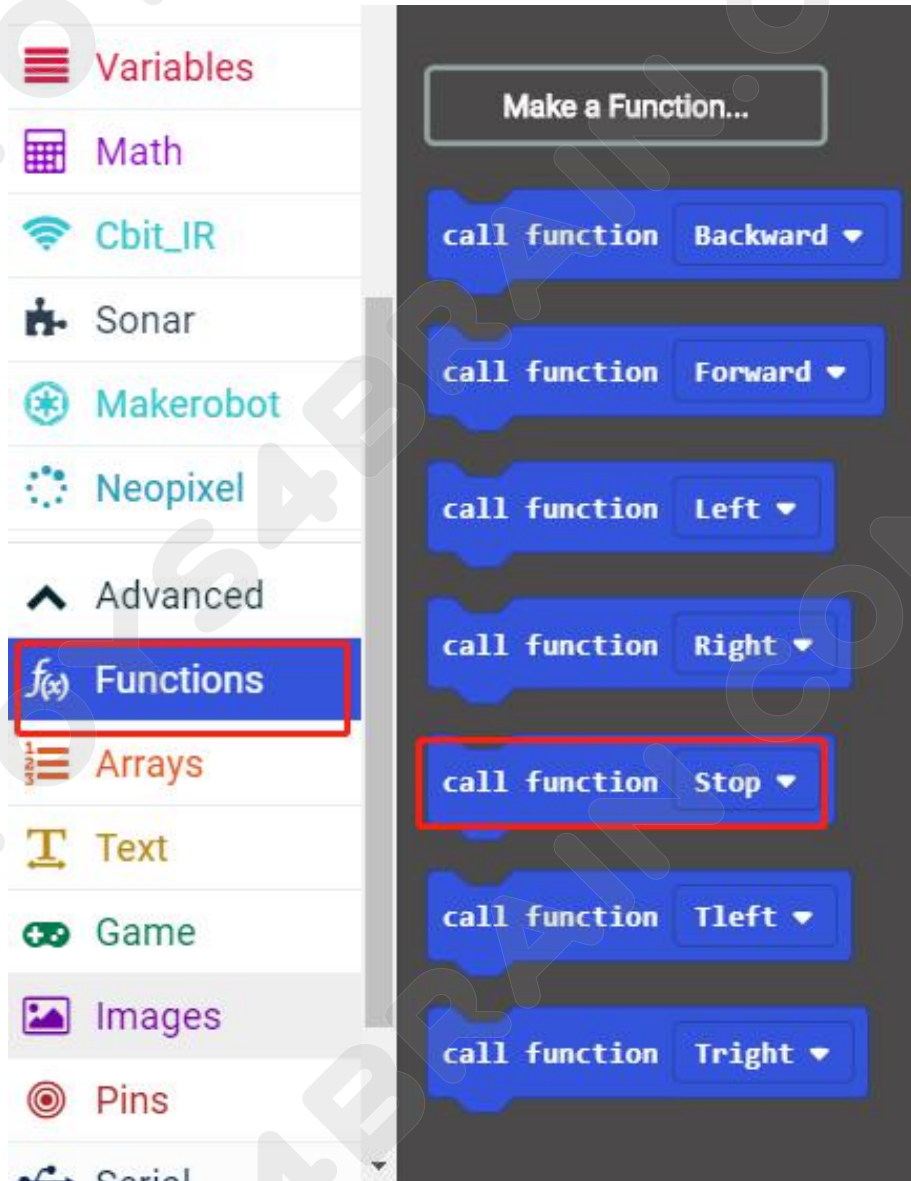 Variables
Math
Cbit_IR
Sonar
Makerobot
Neopixel
Advanced
f(x) Functions
Arrays
Text
Game
Images
Pins
Serial
Make a Function...
call function Backward
call function Forward
call function Left
call function Right
call function Stop
call function Tleft
call function Tright